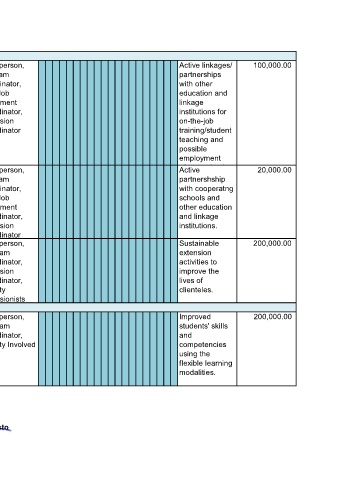 person,
am
inator,
Job
ment
dinator,
sion
dinator
Active linkages/
partnerships
with other
education and
linkage
institutions for
on-the-job
training/student
teaching and
possible
employment
100,000.00
person,
am
inator,
Job
ment
dinator,
sion
dinator
Active
partnershship
with cooperatng
schools and
other education
and linkage
institutions.
20,000.00
person,
am
dinator,
sion
dinator,
ty
sionists
Sustainable
extension
activities to
improve the
lives of
clienteles.
200,000.00
person,
am
dinator,
ty Involved
Improved
students' skills
and
competencies
using the
flexible learning
modalities.
200,000.00
sto